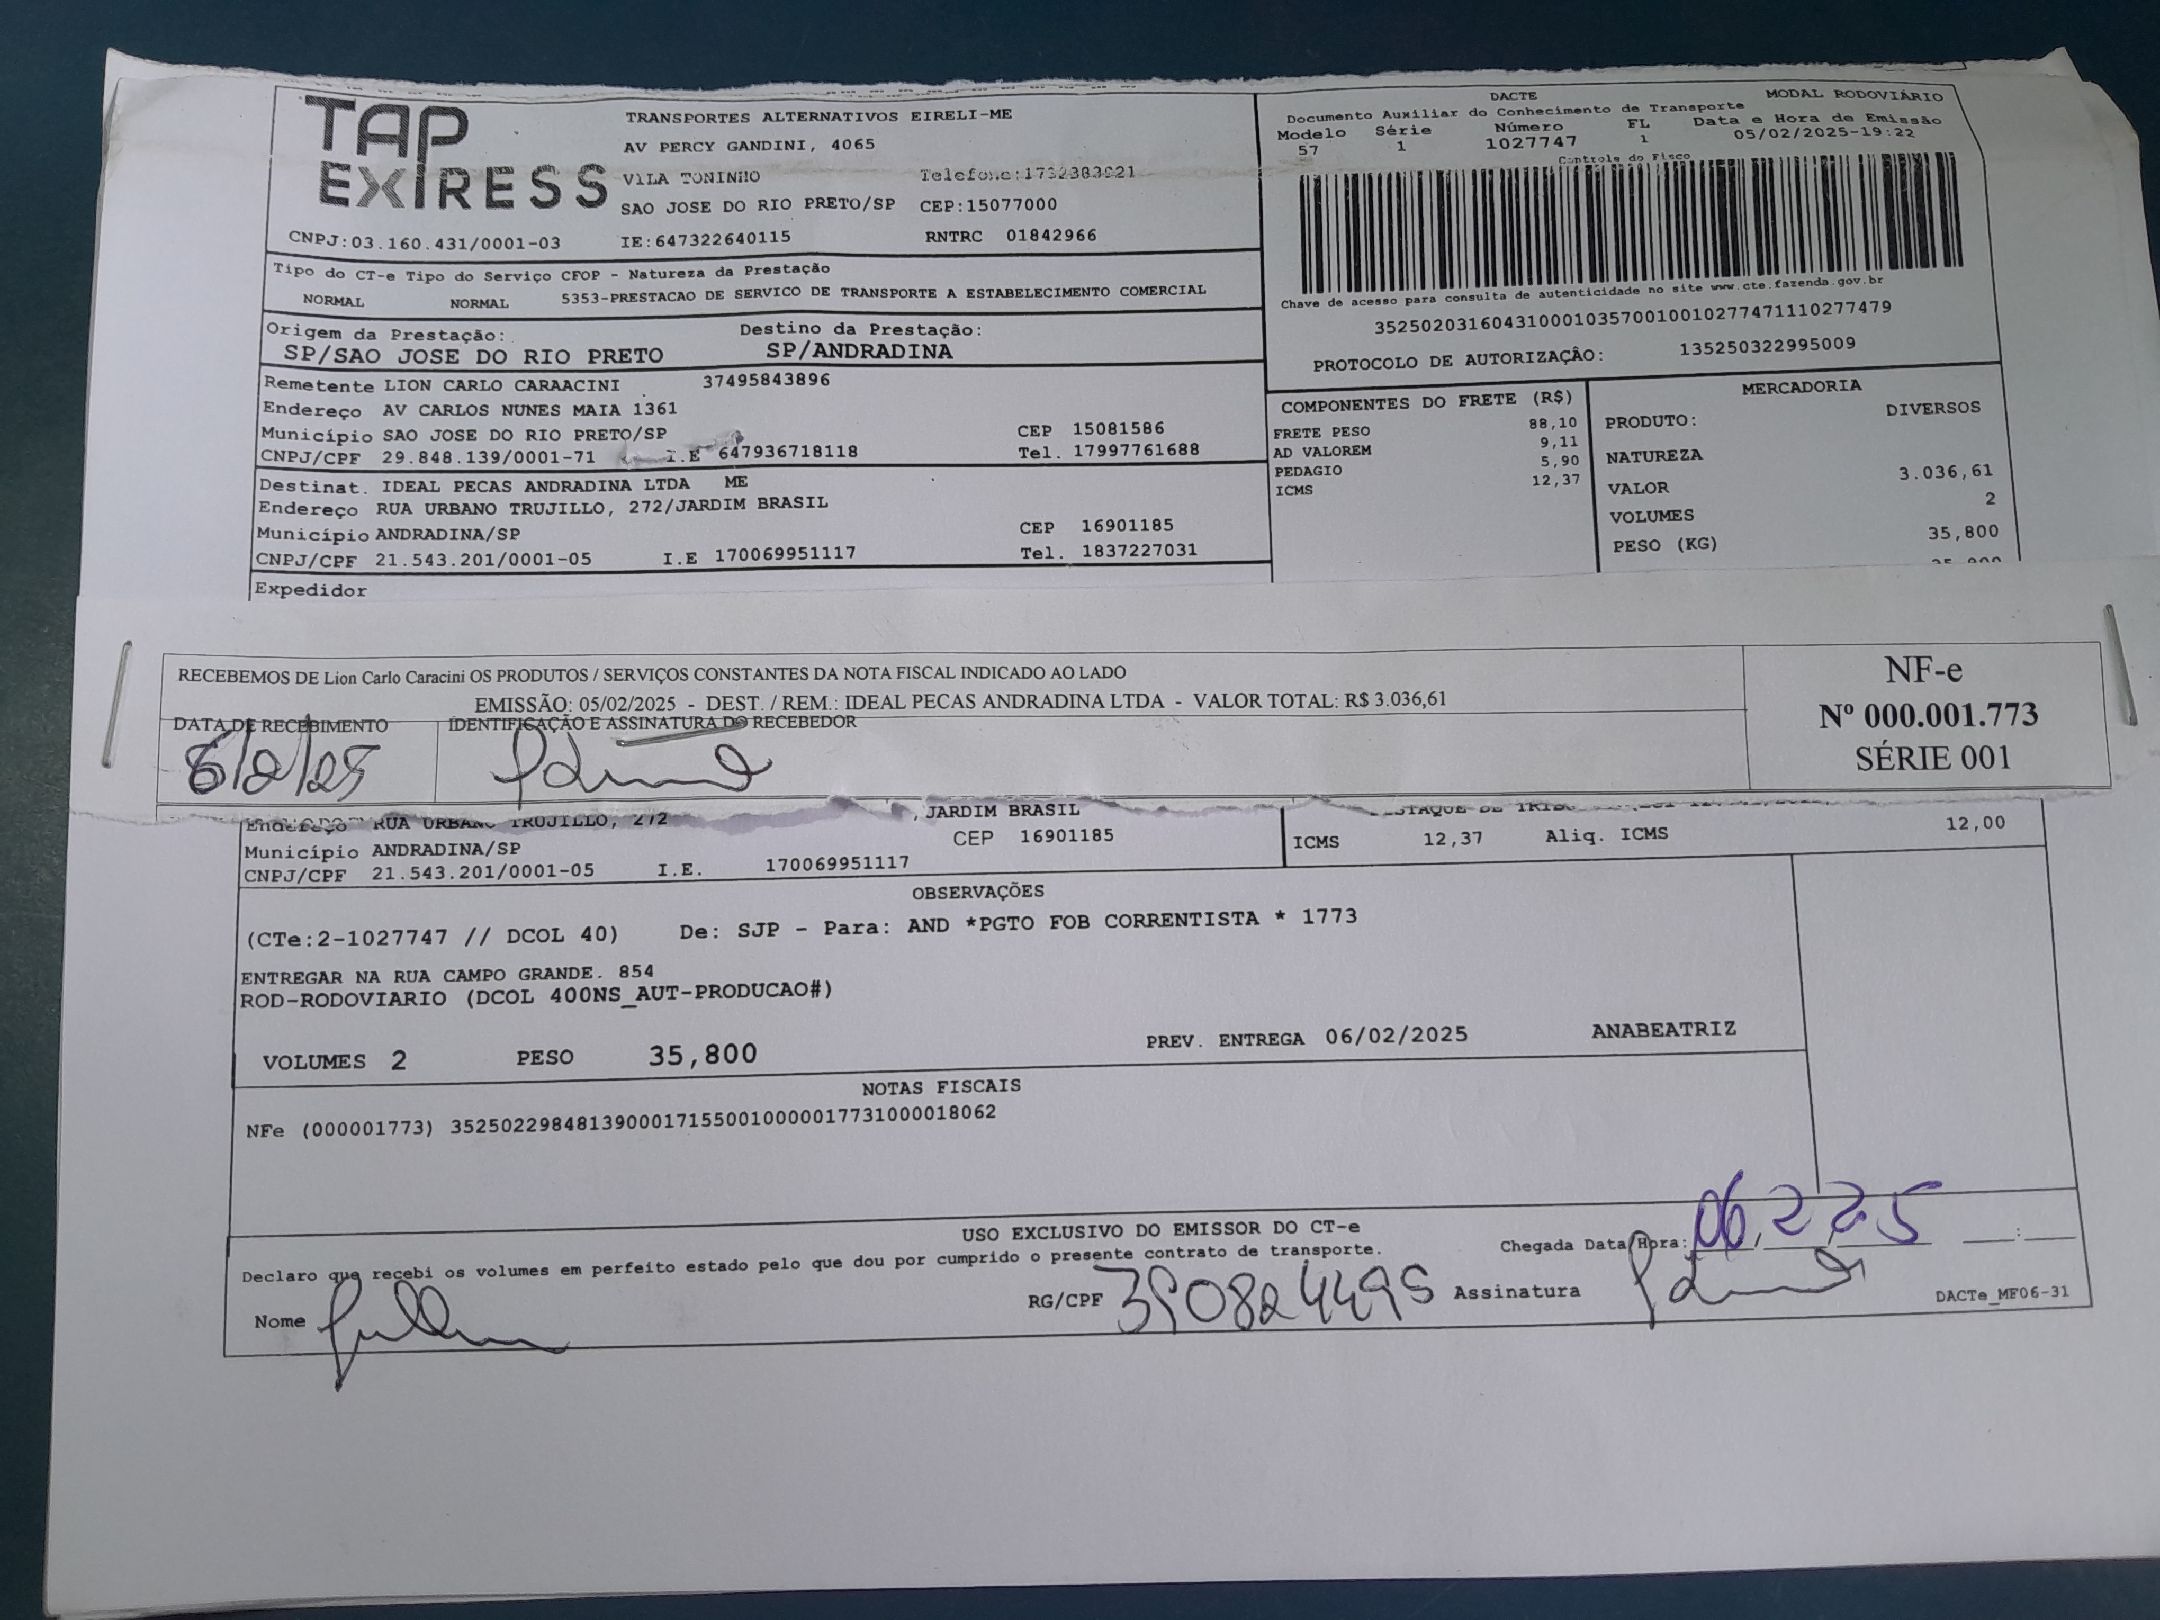 TAP
EXPRESS
TRANSPORTES ALTERNATIVOS EIRELI-ME
AV PERCY GANDINI, 4065
VILA TONINHO Telefone:1732383021
SAO JOSE DO RIO PRETO/SP CEP:15077000
CNPJ:03.160.431/0001-03 IE:647322640115 RNTRC 01842966
DACTE MODAL RODOVIÁRIO
Documento Auxiliar do Conhecimento de Transporte
Modelo Série Número FL Data e Hora de Emissão
57 1 1027747 1 05/02/2025-19:22
Controle do Fisco
Chave de acesso para consulta de autenticidade no site www.cte.fazenda.gov.br
35250203160431000103570010010277471110277479
PROTOCOLO DE AUTORIZAÇÃO: 135250322995009
Tipo do CT-e Tipo do Serviço CFOP - Natureza da Prestação
NORMAL NORMAL 5353-PRESTACAO DE SERVICO DE TRANSPORTE A ESTABELECIMENTO COMERCIAL
Origem da Prestação: Destino da Prestação:
SP/SAO JOSE DO RIO PRETO SP/ANDRADINA
Remetente LION CARLO CARAACINI 37495843896
Endereço AV CARLOS NUNES MAIA 1361
Município SAO JOSE DO RIO PRETO/SP CEP 15081586
CNPJ/CPF 29.848.139/0001-71 I.E 647936718118 Tel. 17997761688
Destinat. IDEAL PECAS ANDRADINA LTDA ME
Endereço RUA URBANO TRUJILLO, 272/JARDIM BRASIL
Município ANDRADINA/SP CEP 16901185
CNPJ/CPF 21.543.201/0001-05 I.E 170069951117 Tel. 1837227031
Expedidor
COMPONENTES DO FRETE (R$)
FRETE PESO 88,10
AD VALOREM 9,11
PEDAGIO 5,90
ICMS 12,37
MERCADORIA
PRODUTO: DIVERSOS
NATUREZA
VALOR 3.036,61
VOLUMES 2
PESO (KG) 35,800
RECEBEMOS DE Lion Carlo Caracini OS PRODUTOS / SERVIÇOS CONSTANTES DA NOTA FISCAL INDICADO AO LADO
EMISSÃO: 05/02/2025 - DEST. / REM.: IDEAL PECAS ANDRADINA LTDA - VALOR TOTAL: R$ 3.036,61
DATA DE RECEBIMENTO IDENTIFICAÇÃO E ASSINATURA DO RECEBEDOR
6/2/25
NF-e
Nº 000.001.773
SÉRIE 001
Endereço RUA URBANO TRUJILLO, 272 , JARDIM BRASIL
Município ANDRADINA/SP CEP 16901185
CNPJ/CPF 21.543.201/0001-05 I.E. 170069951117
ICMS 12,37 Aliq. ICMS 12,00
OBSERVAÇÕES
(CTe:2-1027747 // DCOL 40) De: SJP - Para: AND *PGTO FOB CORRENTISTA * 1773
ENTREGAR NA RUA CAMPO GRANDE. 854
ROD-RODOVIARIO (DCOL 400NS_AUT-PRODUCAO#)
VOLUMES 2 PESO 35,800 PREV. ENTREGA 06/02/2025 ANABEATRIZ
NOTAS FISCAIS
NFe (000001773) 35250229848139000171550010000017731000018062
USO EXCLUSIVO DO EMISSOR DO CT-e
Declaro que recebi os volumes em perfeito estado pelo que dou por cumprido o presente contrato de transporte.
Chegada Data/Hora: 06 2 25 :
Nome RG/CPF 390824495 Assinatura
DACTe_MF06-31